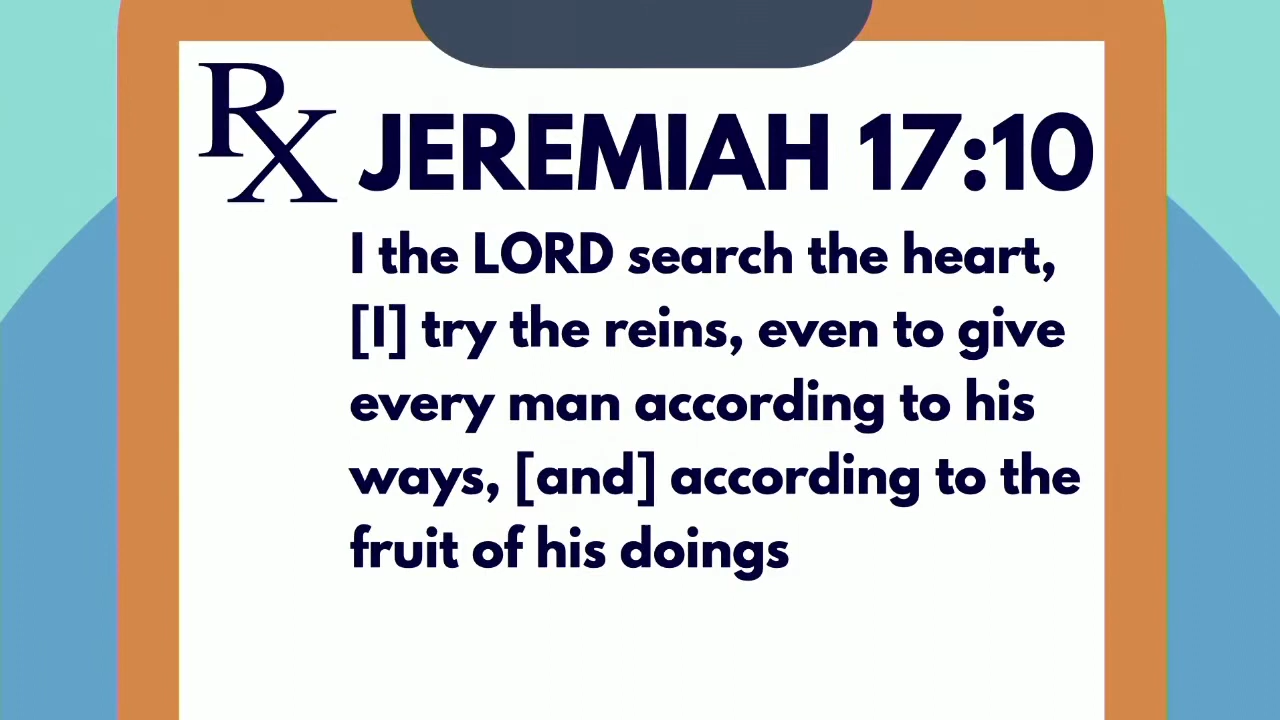 Rx JEREMIAH 17:10
I the LORD search the heart,
[I] try the reins, even to give
every man according to his
ways, [and] according to the
fruit of his doings